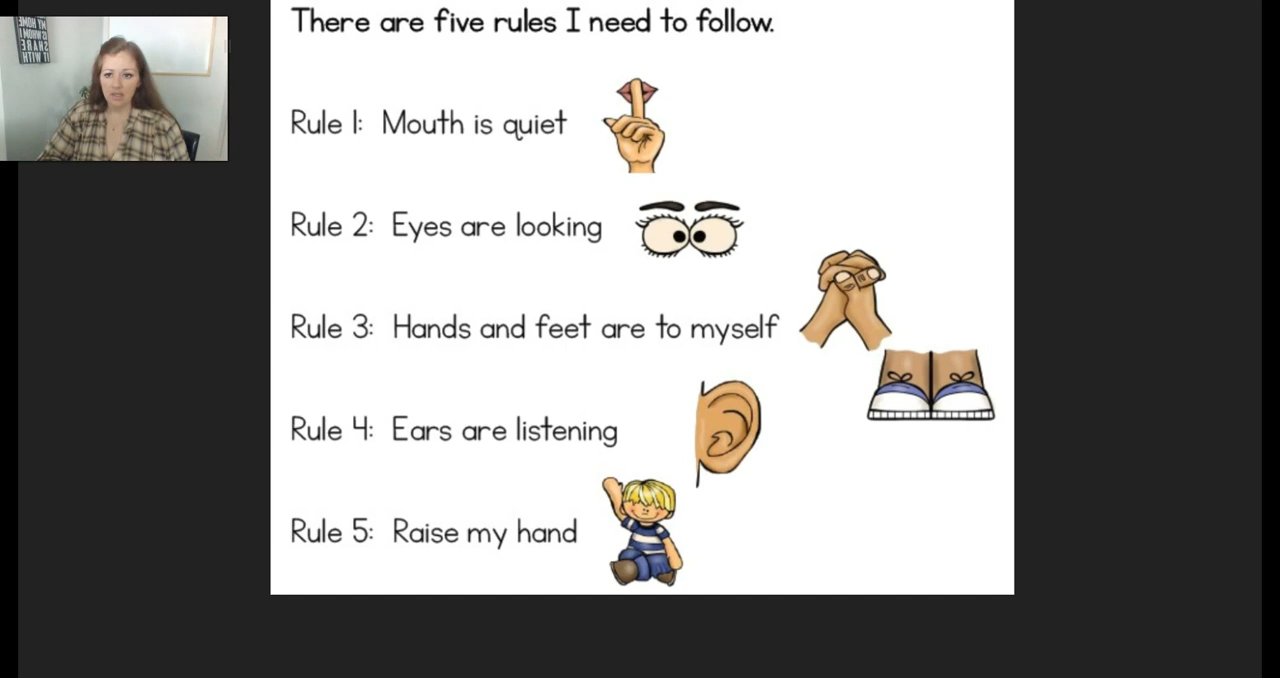 There are five rules I need to follow.
Rule 1: Mouth is quiet
Rule 2: Eyes are looking
Rule 3: Hands and feet are to myself
Rule 4: Ears are listening
Rule 5: Raise my hand